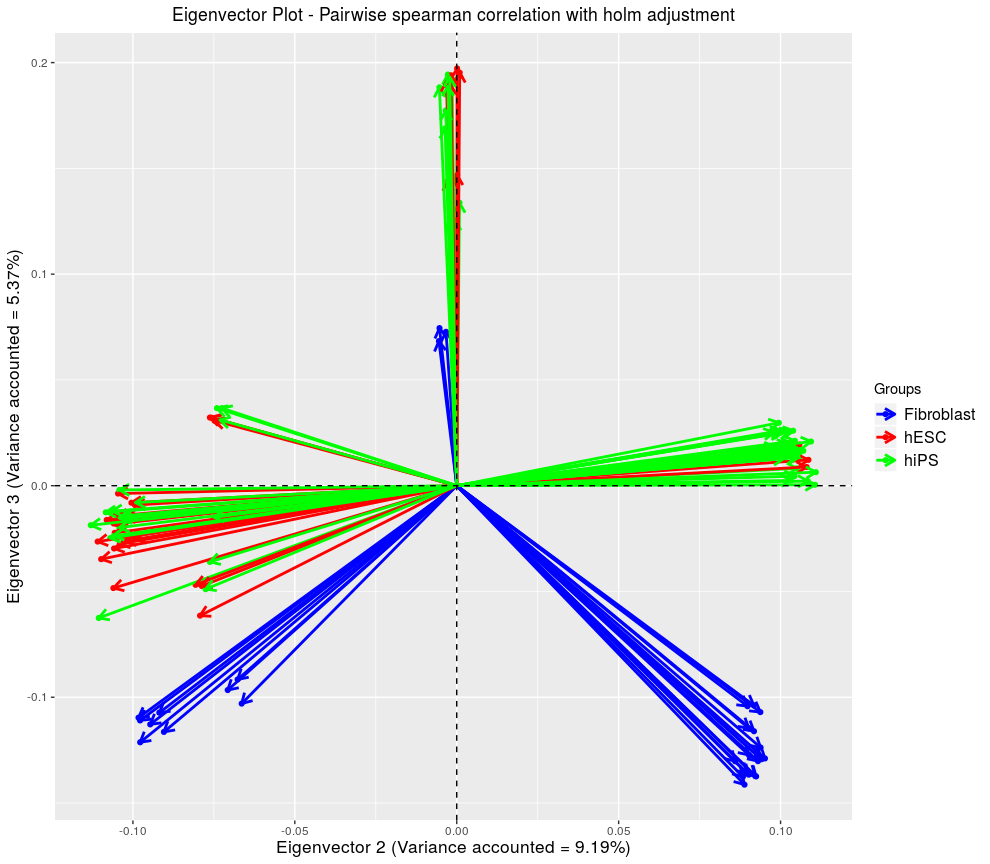 Eigenvector Plot - Pairwise spearman correlation with holm adjustment
Eigenvector 3 (Variance accounted = 5.37%)
0.2
0.1
0.0
-0.1
-0.10
-0.05
0.00
0.05
0.10
Eigenvector 2 (Variance accounted = 9.19%)
Groups
Fibroblast
hESC
hiPS